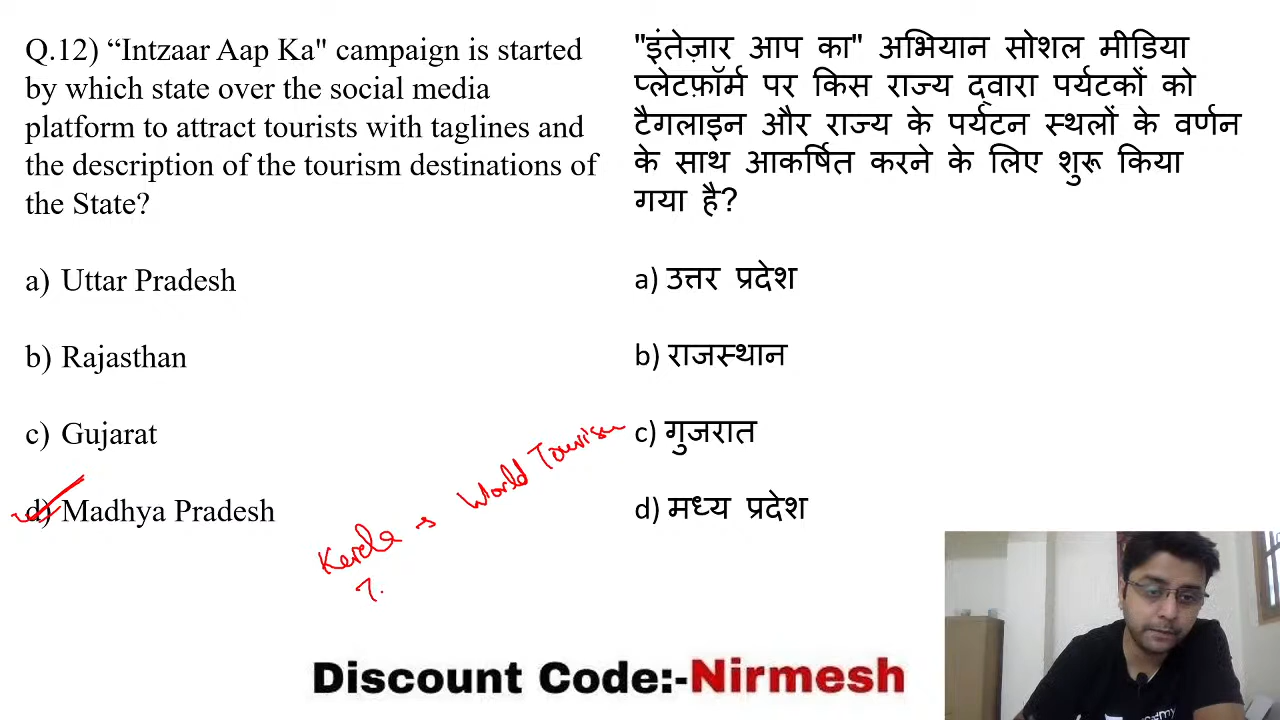 Q.12) “Intzaar Aap Ka" campaign is started
by which state over the social media
platform to attract tourists with taglines and
the description of the tourism destinations of
the State?
a) Uttar Pradesh
b) Rajasthan
c) Gujarat
d) Madhya Pradesh
"इंतेज़ार आप का" अभियान सोशल मीडिया
प्लेटफ़ॉर्म पर किस राज्य द्वारा पर्यटकों को
टैगलाइन और राज्य के पर्यटन स्थलों के वर्णन
के साथ आकर्षित करने के लिए शुरू किया
गया है?
a) उत्तर प्रदेश
b) राजस्थान
c) गुजरात
d) मध्य प्रदेश
Kerela → World Tourism
Discount Code:-Nirmesh